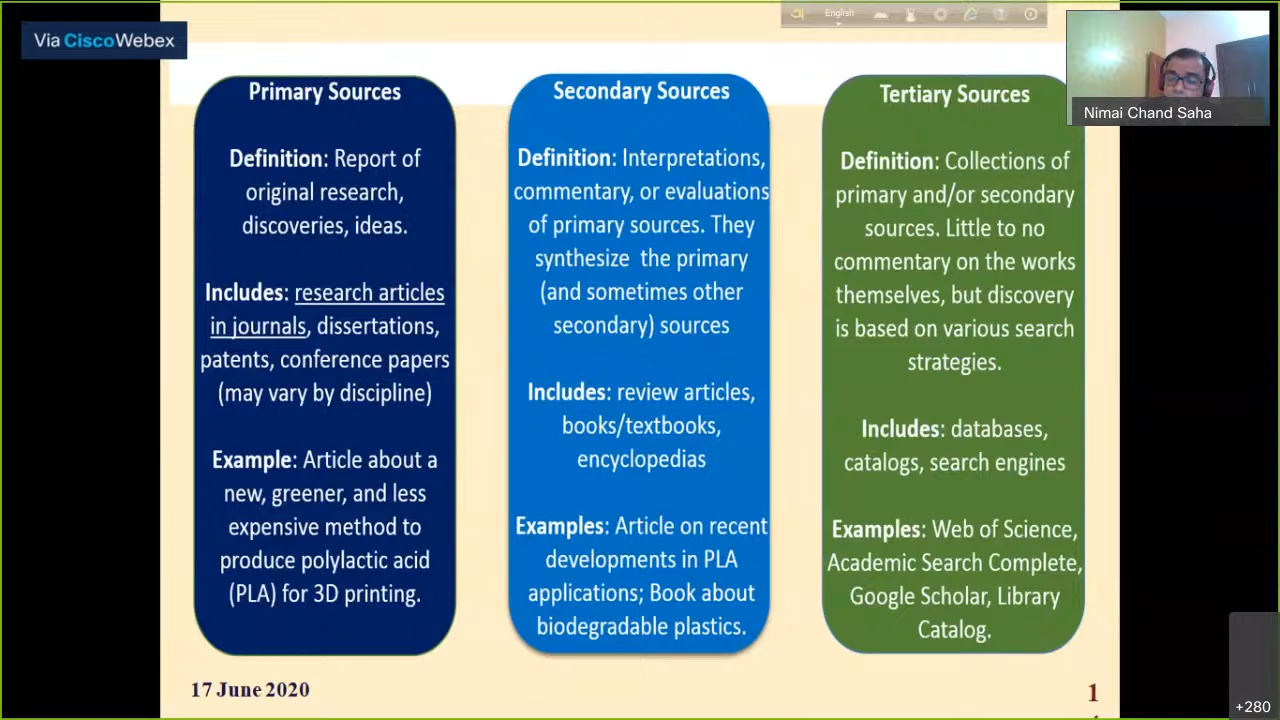 Via CiscoWebex
English
Nimai Chand Saha
Primary Sources
Definition: Report of
original research,
discoveries, ideas.
Includes: research articles
in journals, dissertations,
patents, conference papers
(may vary by discipline)
Example: Article about a
new, greener, and less
expensive method to
produce polylactic acid
(PLA) for 3D printing.
Secondary Sources
Definition: Interpretations,
commentary, or evaluations
of primary sources. They
synthesize the primary
(and sometimes other
secondary) sources
Includes: review articles,
books/textbooks,
encyclopedias
Examples: Article on recent
developments in PLA
applications; Book about
biodegradable plastics.
Tertiary Sources
Definition: Collections of
primary and/or secondary
sources. Little to no
commentary on the works
themselves, but discovery
is based on various search
strategies.
Includes: databases,
catalogs, search engines
Examples: Web of Science,
Academic Search Complete,
Google Scholar, Library
Catalog.
17 June 2020
1
+280